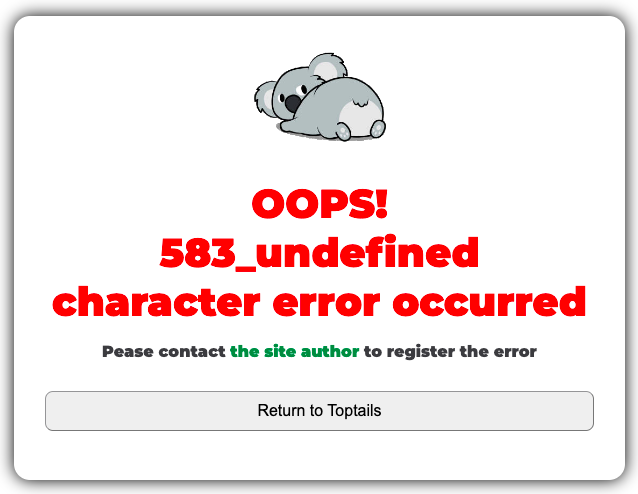 OOPS!
583_undefined
character error occurred
Pease contact the site author to register the error
Return to Toptails